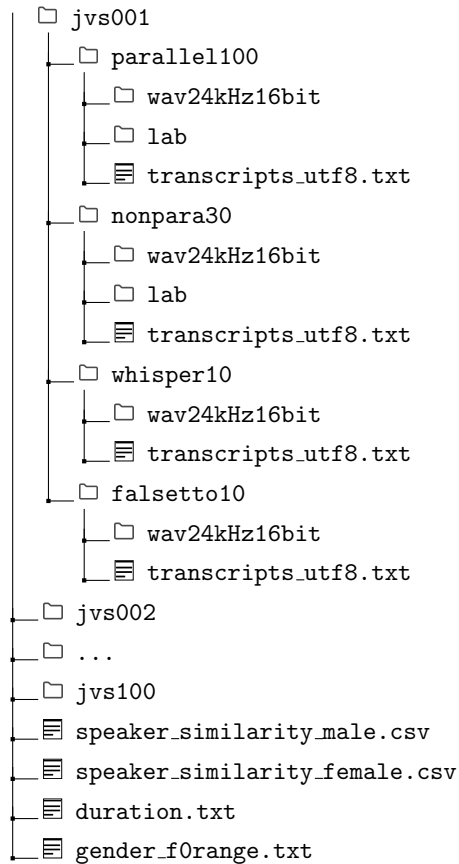 jvs001
parallel100
wav24kHz16bit
lab
transcripts_utf8.txt
nonpara30
wav24kHz16bit
lab
transcripts_utf8.txt
whisper10
wav24kHz16bit
transcripts_utf8.txt
falsetto10
wav24kHz16bit
transcripts_utf8.txt
jvs002
...
jvs100
speaker_similarity_male.csv
speaker_similarity_female.csv
duration.txt
gender_f0range.txt